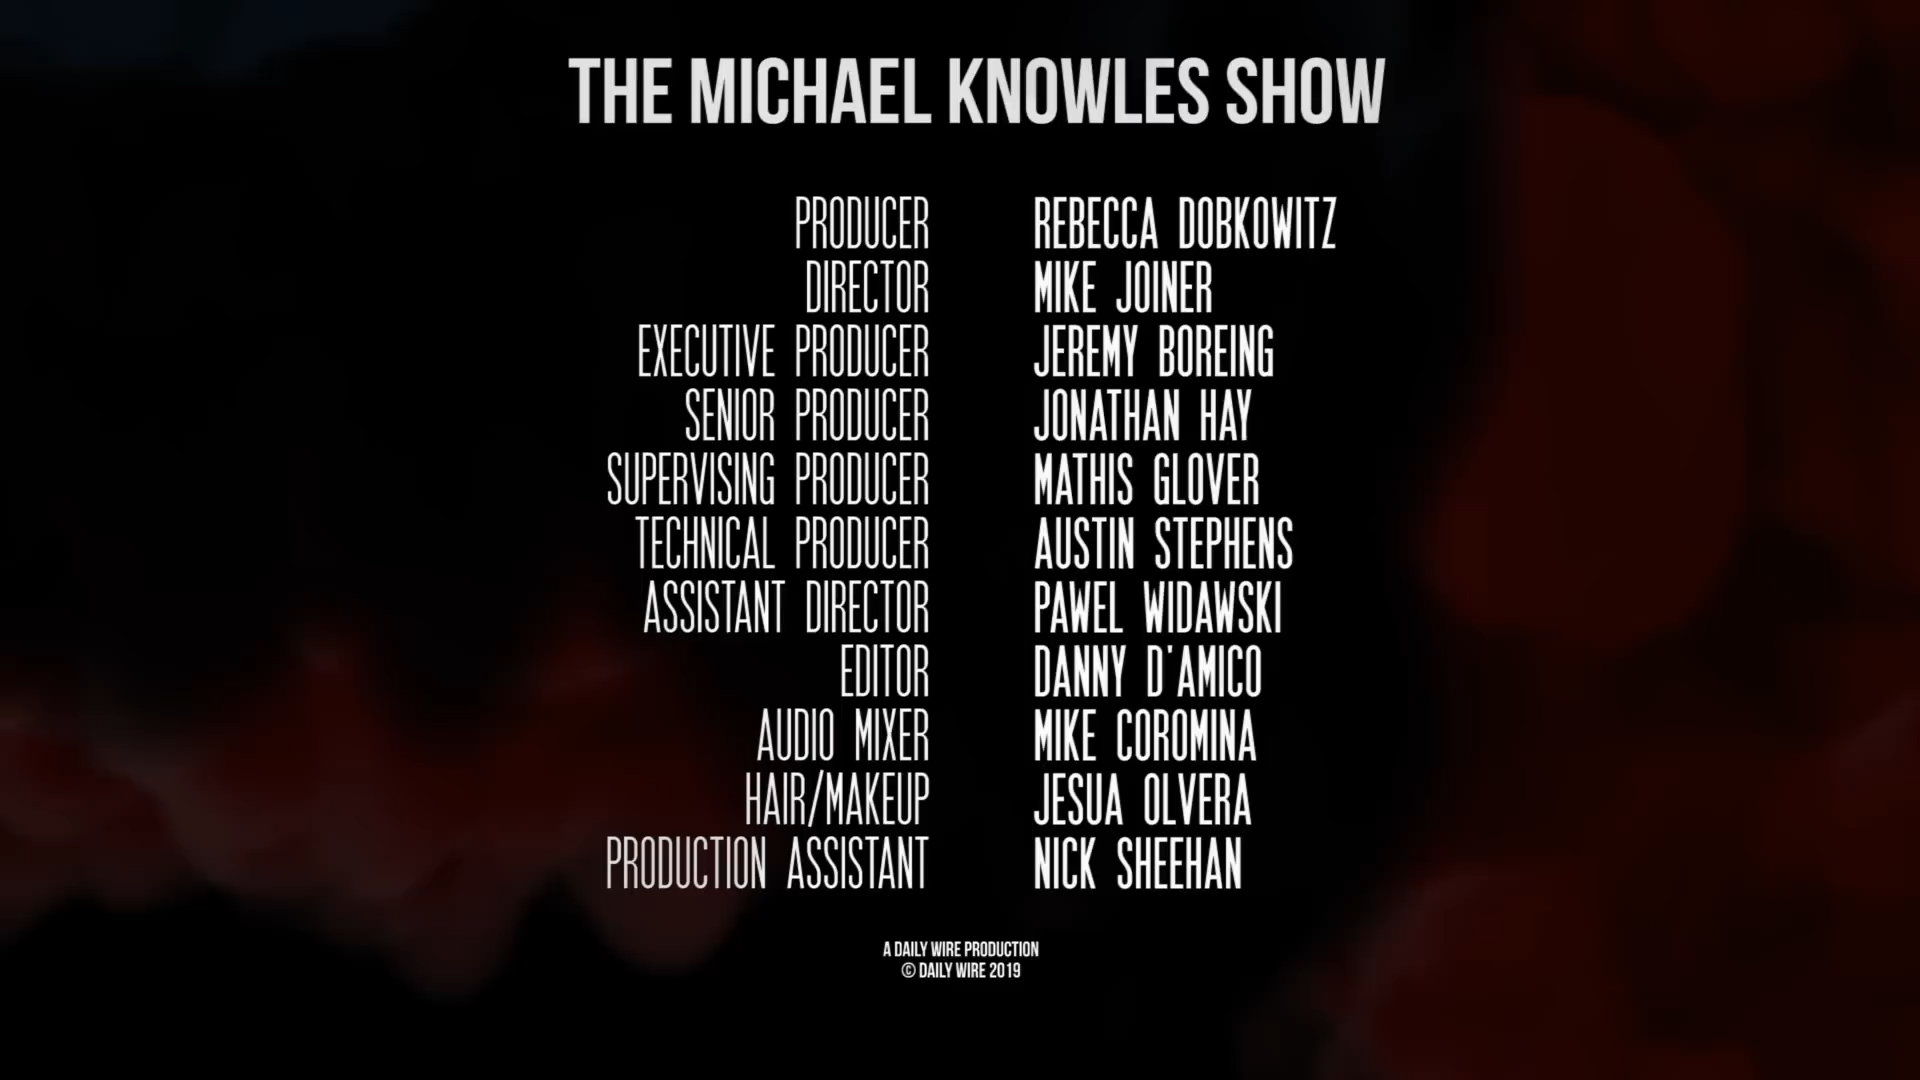 THE MICHAEL KNOWLES SHOW
PRODUCER REBECCA DOBKOWITZ
DIRECTOR MIKE JOINER
EXECUTIVE PRODUCER JEREMY BOREING
SENIOR PRODUCER JONATHAN HAY
SUPERVISING PRODUCER MATHIS GLOVER
TECHNICAL PRODUCER AUSTIN STEPHENS
ASSISTANT DIRECTOR PAWEL WIDAWSKI
EDITOR DANNY D'AMICO
AUDIO MIXER MIKE COROMINA
HAIR/MAKEUP JESUA OLVERA
PRODUCTION ASSISTANT NICK SHEEHAN
A DAILY WIRE PRODUCTION
© DAILY WIRE 2019